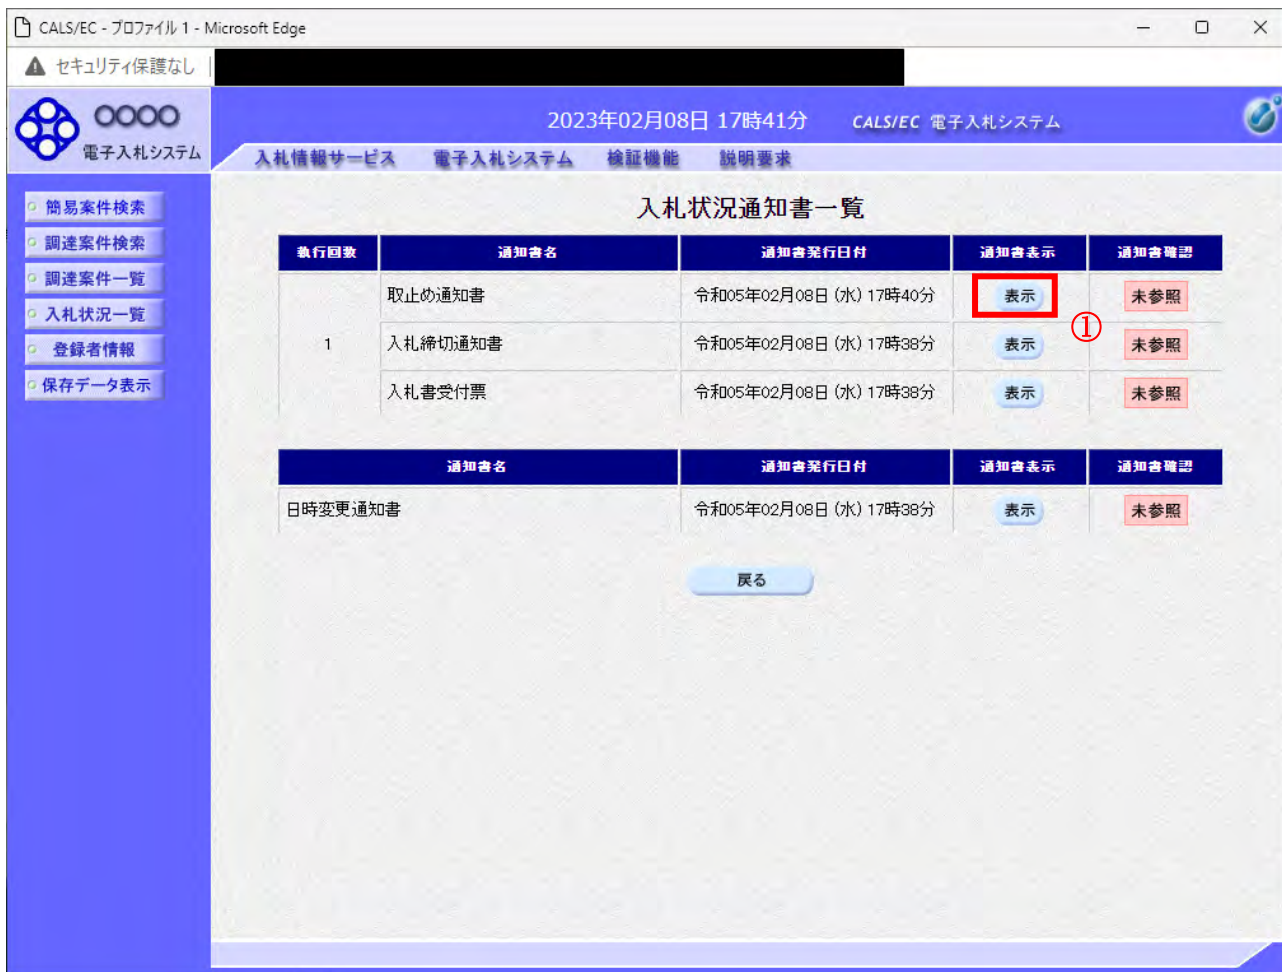 CALS/EC - プロファイル 1 - Microsoft Edge
セキュリティ保護なし
○○○○
電子入札システム
2023年02月08日 17時41分 CALS/EC 電子入札システム
入札情報サービス 電子入札システム 検証機能 説明要求
簡易案件検索
調達案件検索
調達案件一覧
入札状況一覧
登録者情報
保存データ表示
入札状況通知書一覧
執行回数 通知書名 通知書発行日付 通知書表示 通知書確認
取止め通知書 令和05年02月08日 (水) 17時40分 表示 未参照
①
1 入札締切通知書 令和05年02月08日 (水) 17時38分 表示 未参照
入札書受付票 令和05年02月08日 (水) 17時38分 表示 未参照
通知書名 通知書発行日付 通知書表示 通知書確認
日時変更通知書 令和05年02月08日 (水) 17時38分 表示 未参照
戻る